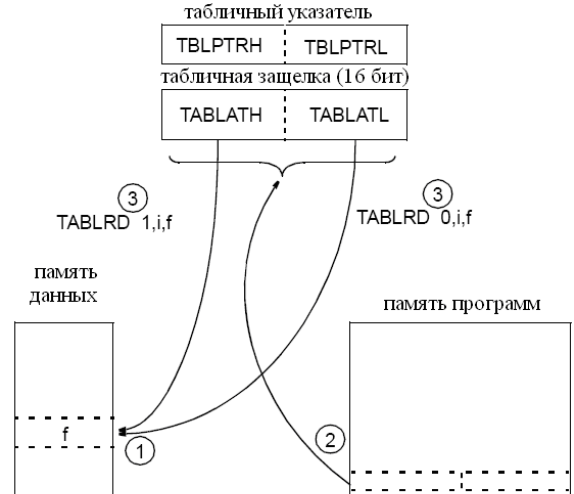 табличный указатель
TBLPTRH TBLPTRL
табличная защелка (16 бит)
TABLATH TABLATL
3
TABLRD 1,i,f
3
TABLRD 0,i,f
память
данных
память программ
f
1
2